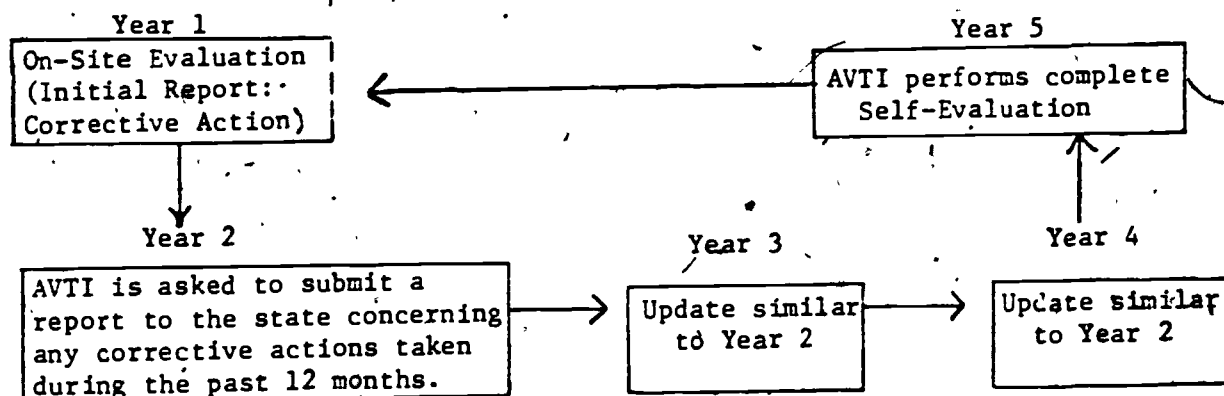 Year 1
On-Site Evaluation
(Initial Report:
Corrective Action)
Year 2
AVTI is asked to submit a
report to the state concerning
any corrective actions taken
during the past 12 months.
Year 3
Update similar
to Year 2
Year 4
Update similar
to Year 2
Year 5
AVTI performs complete
Self-Evaluation